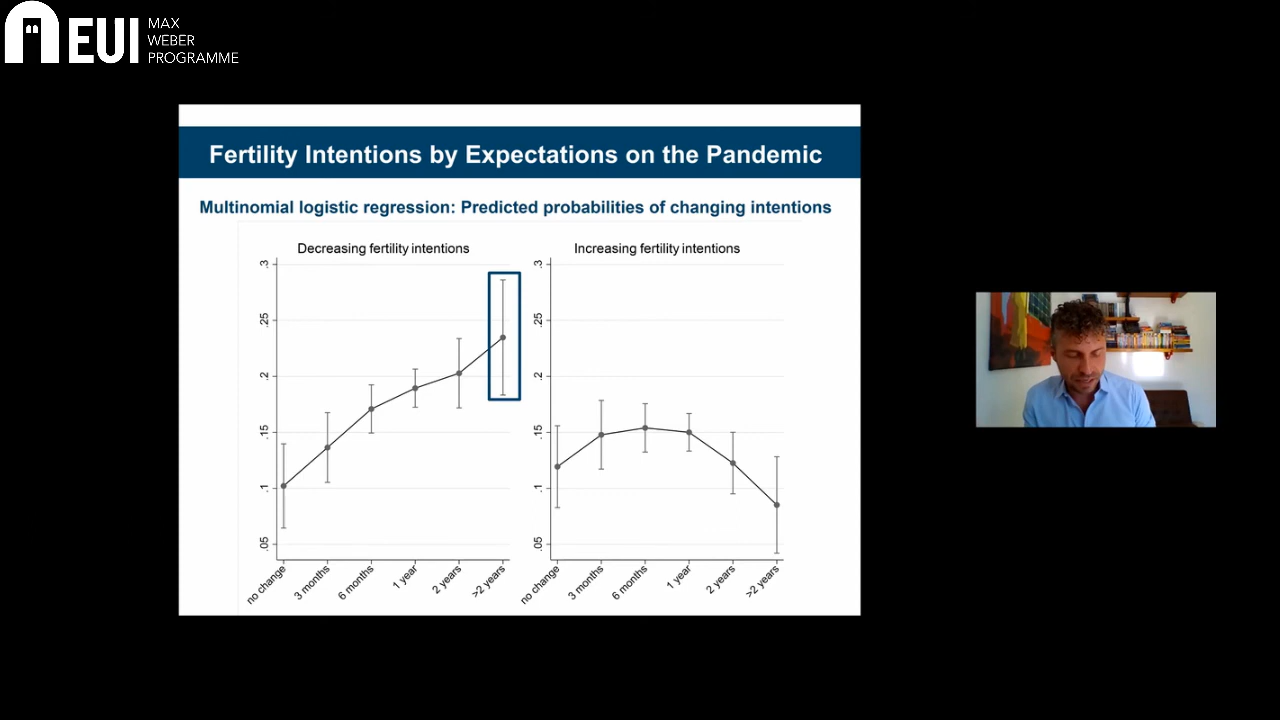 EUI
MAX
WEBER
PROGRAMME
Fertility Intentions by Expectations on the Pandemic
Multinomial logistic regression: Predicted probabilities of changing intentions
Decreasing fertility intentions
.3
.25
.2
.15
.1
.05
no change
3 months
6 months
1 year
2 years
>2 years
Increasing fertility intentions
.3
.25
.2
.15
.1
.05
no change
3 months
6 months
1 year
2 years
>2 years